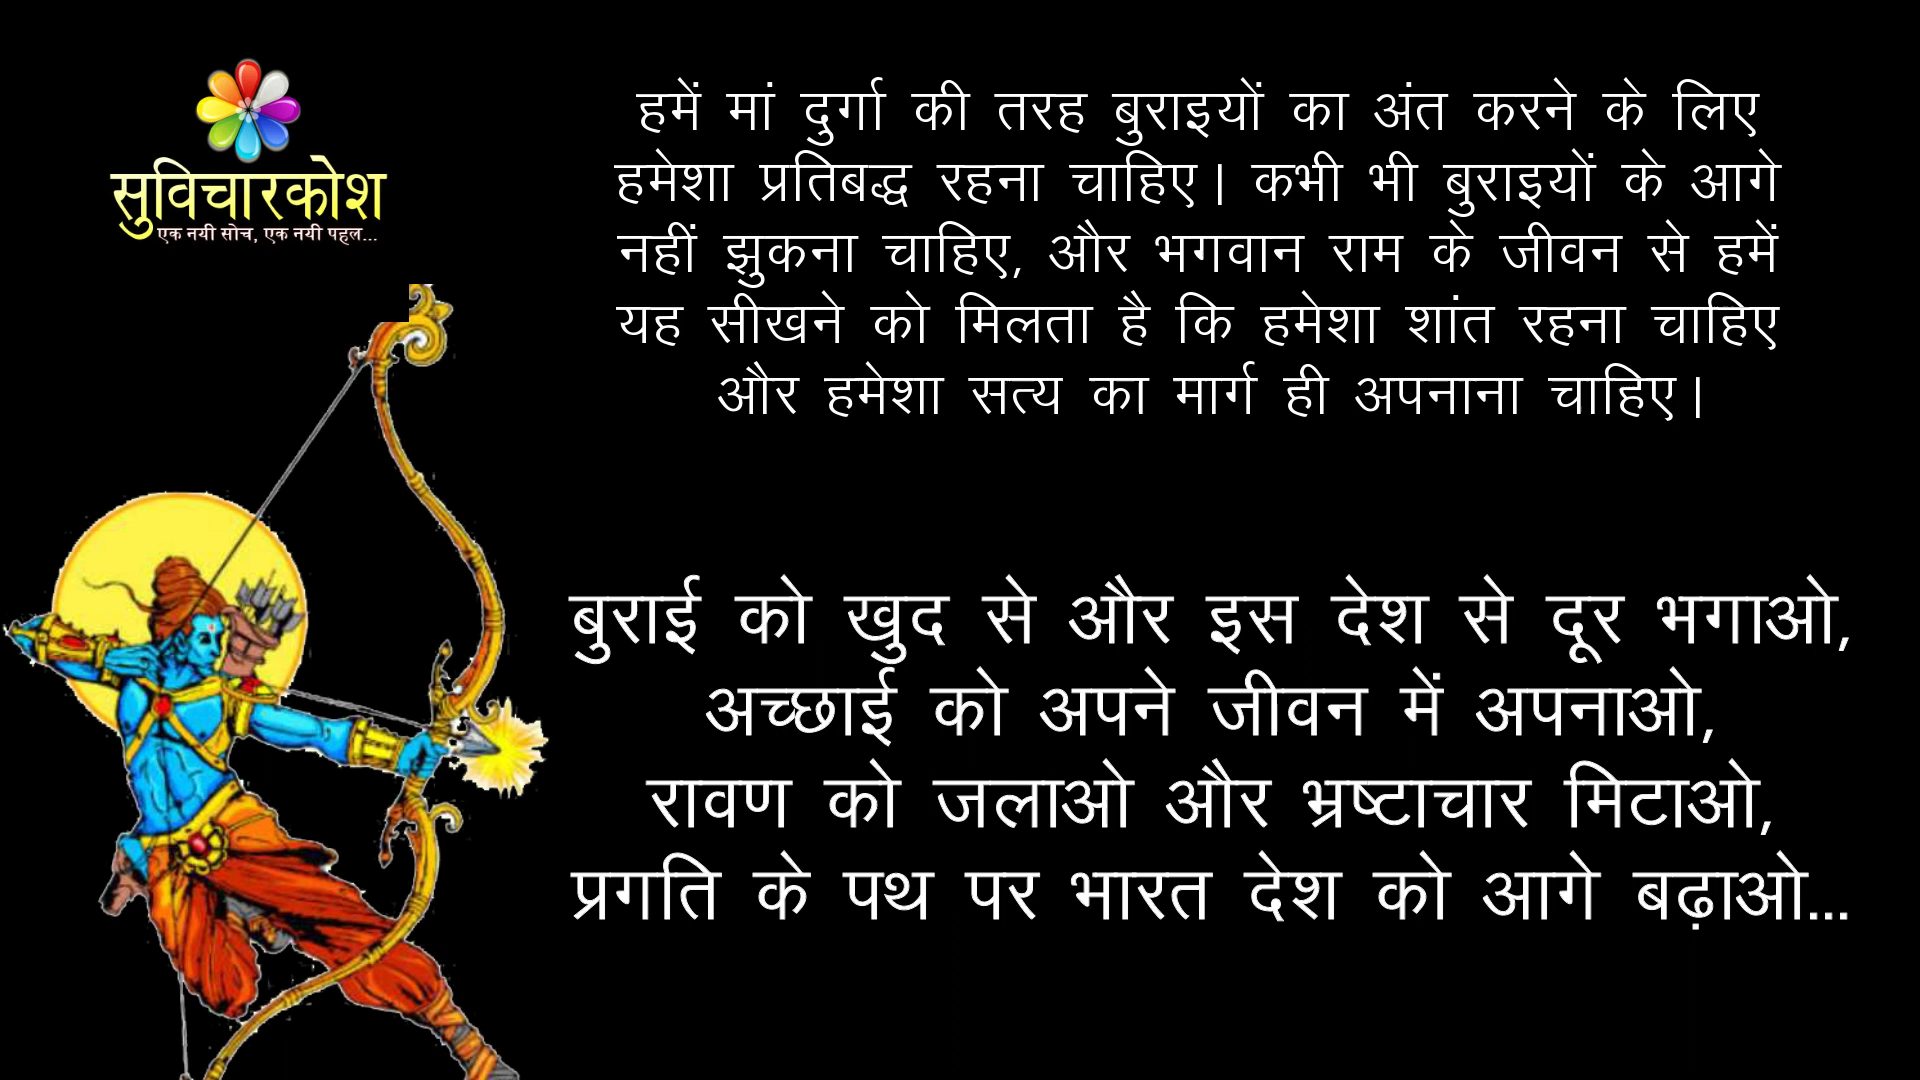 सुविचारकोश
एक नयी सोच, एक नयी पहल...
हमें मां दुर्गा की तरह बुराइयों का अंत करने के लिए
हमेशा प्रतिबद्ध रहना चाहिए। कभी भी बुराइयों के आगे
नहीं झुकना चाहिए, और भगवान राम के जीवन से हमें
यह सीखने को मिलता है कि हमेशा शांत रहना चाहिए
और हमेशा सत्य का मार्ग ही अपनाना चाहिए।
बुराई को खुद से और इस देश से दूर भगाओ,
अच्छाई को अपने जीवन में अपनाओ,
रावण को जलाओ और भ्रष्टाचार मिटाओ,
प्रगति के पथ पर भारत देश को आगे बढ़ाओ...